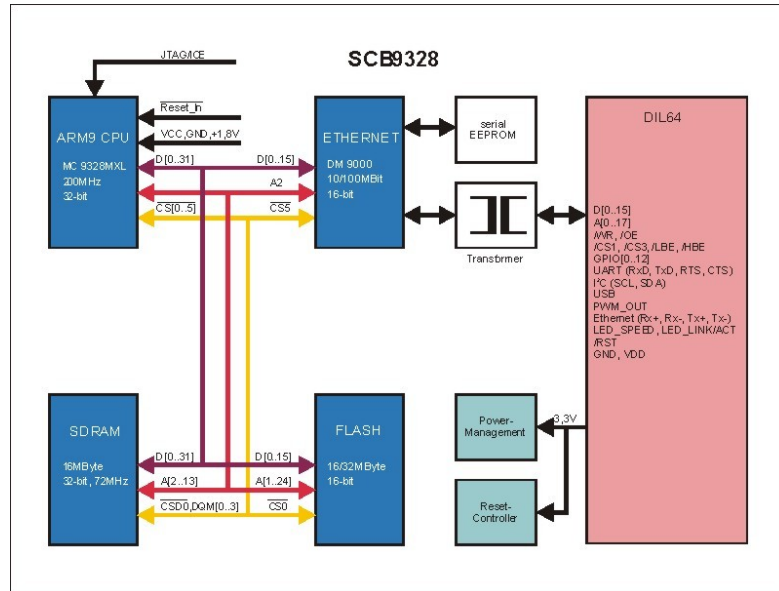 JTAG/ICE
SCB9328
Reset_In
VCC,GND,+1,8V
ARM9 CPU
MC 9328MXL
200MHz
32-bit
D[0..31]
D[0..15]
A2
CS[0..5]
CS5
ETHERNET
DM 9000
10/100MBit
16-bit
serial
EEPROM
Transformer
DIL64
D[0..15]
A[0..17]
/WR, /OE
/CS1, /CS3, /LBE, /HBE
GPIO[0..12]
UART (RxD, TxD, RTS, CTS)
I²C (SCL, SDA)
USB
PWM_OUT
Ethernet (Rx+, Rx-, Tx+, Tx-)
LED_SPEED, LED_LINK/ACT
/RST
GND, VDD
SDRAM
16MByte
32-bit, 72MHz
D[0..31]
D[0..15]
A[2..13]
A[1..24]
CSD0,DQM[0..3]
CS0
FLASH
16/32MByte
16-bit
Power-
Management
3,3V
Reset-
Controller